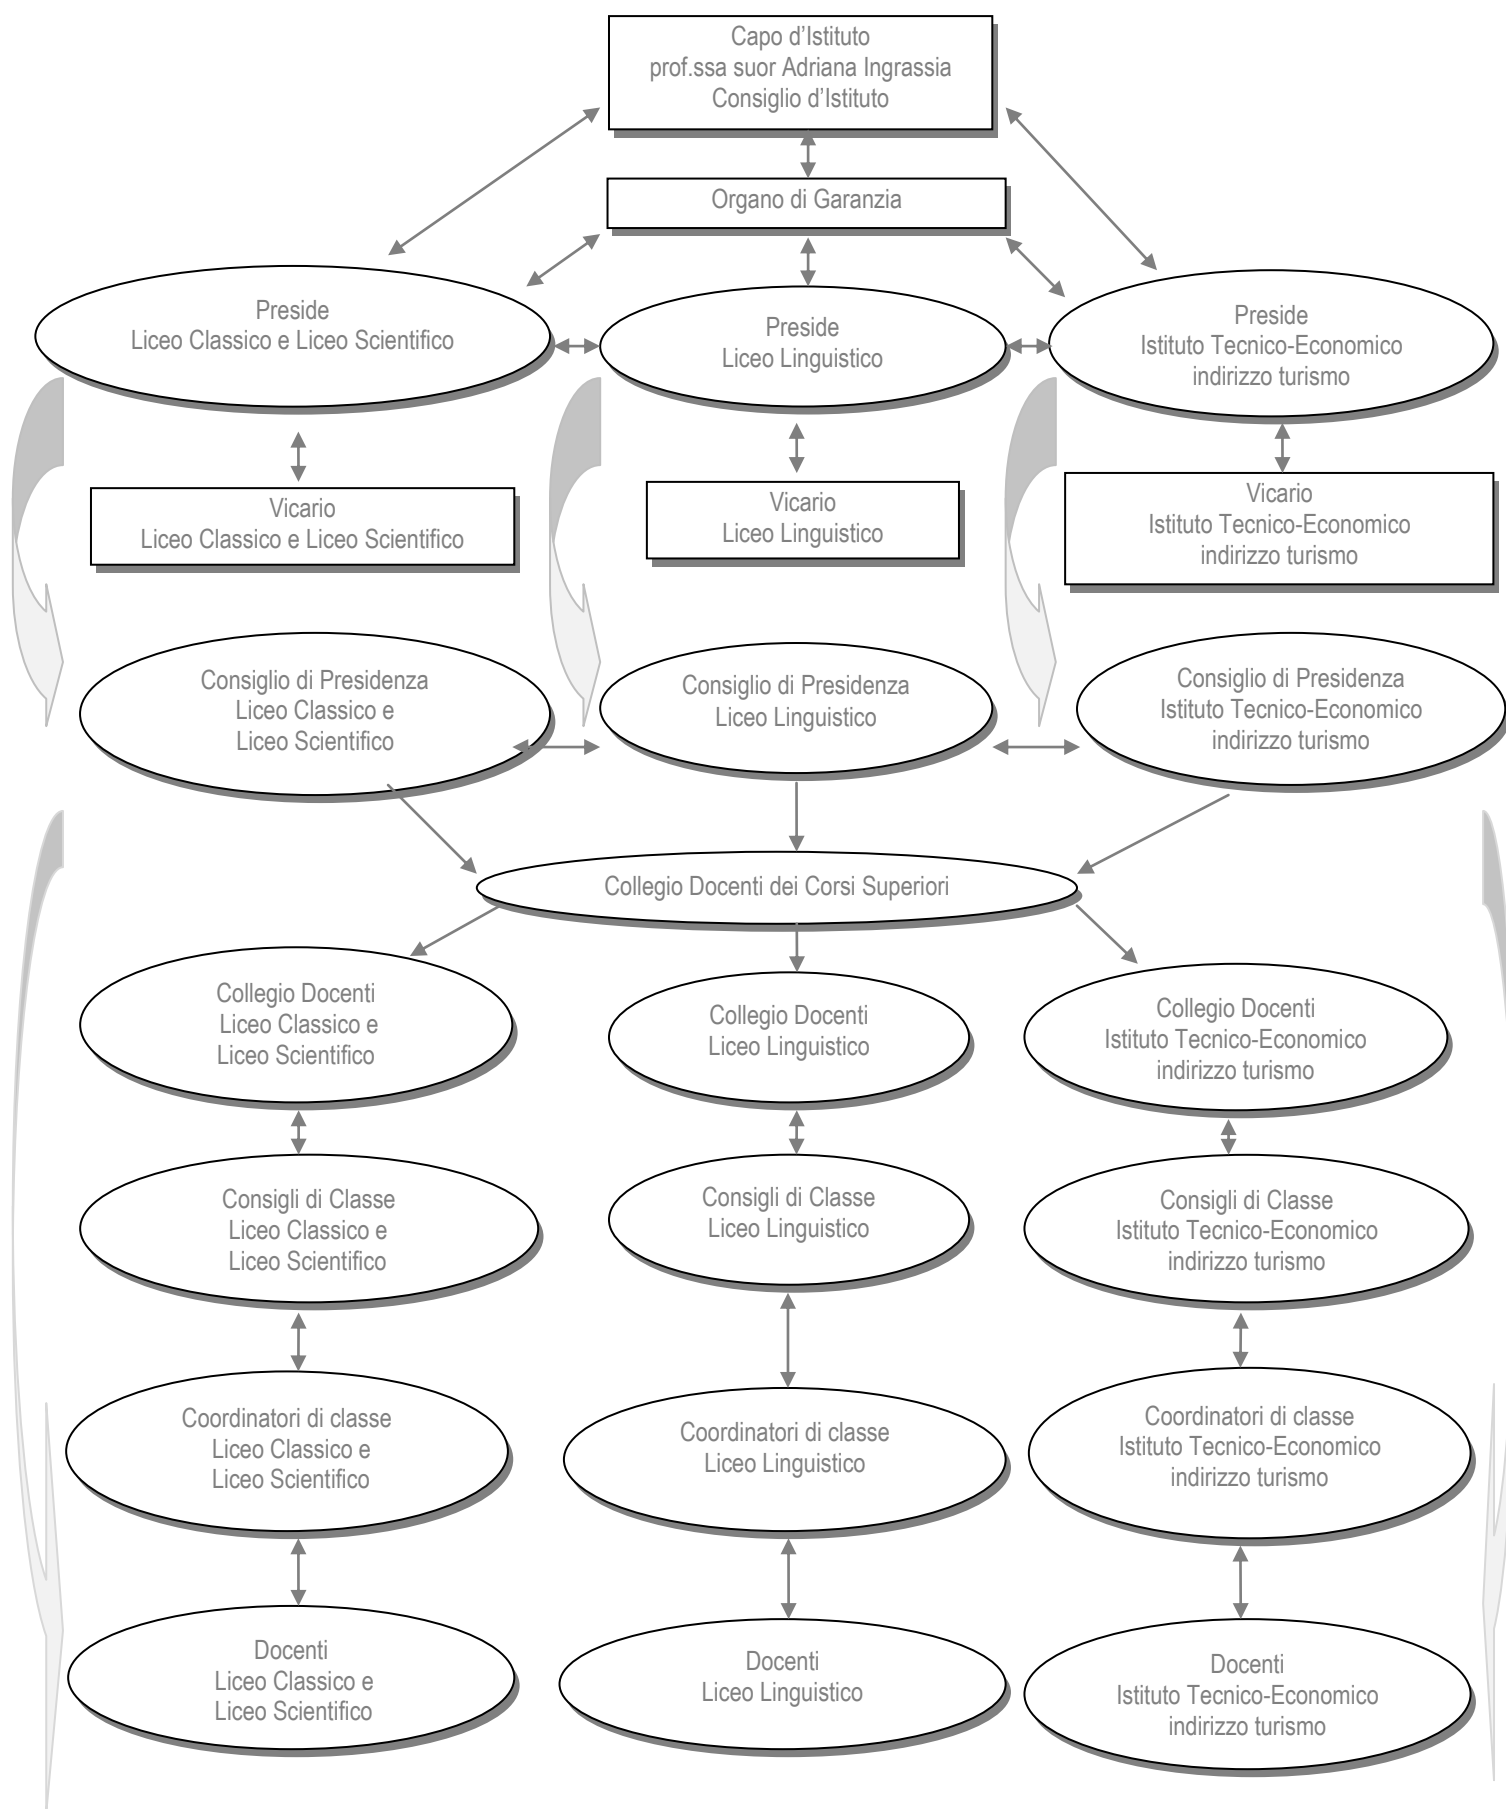 Capo d’Istituto
prof.ssa suor Adriana Ingrassia
Consiglio d’Istituto
Organo di Garanzia
Preside
Liceo Classico e Liceo Scientifico
Preside
Liceo Linguistico
Preside
Istituto Tecnico-Economico
indirizzo turismo
Vicario
Liceo Classico e Liceo Scientifico
Vicario
Liceo Linguistico
Vicario
Istituto Tecnico-Economico
indirizzo turismo
Consiglio di Presidenza
Liceo Classico e
Liceo Scientifico
Consiglio di Presidenza
Liceo Linguistico
Consiglio di Presidenza
Istituto Tecnico-Economico
indirizzo turismo
Collegio Docenti dei Corsi Superiori
Collegio Docenti
Liceo Classico e
Liceo Scientifico
Collegio Docenti
Liceo Linguistico
Collegio Docenti
Istituto Tecnico-Economico
indirizzo turismo
Consigli di Classe
Liceo Classico e
Liceo Scientifico
Consigli di Classe
Liceo Linguistico
Consigli di Classe
Istituto Tecnico-Economico
indirizzo turismo
Coordinatori di classe
Liceo Classico e
Liceo Scientifico
Coordinatori di classe
Liceo Linguistico
Coordinatori di classe
Istituto Tecnico-Economico
indirizzo turismo
Docenti
Liceo Classico e
Liceo Scientifico
Docenti
Liceo Linguistico
Docenti
Istituto Tecnico-Economico
indirizzo turismo